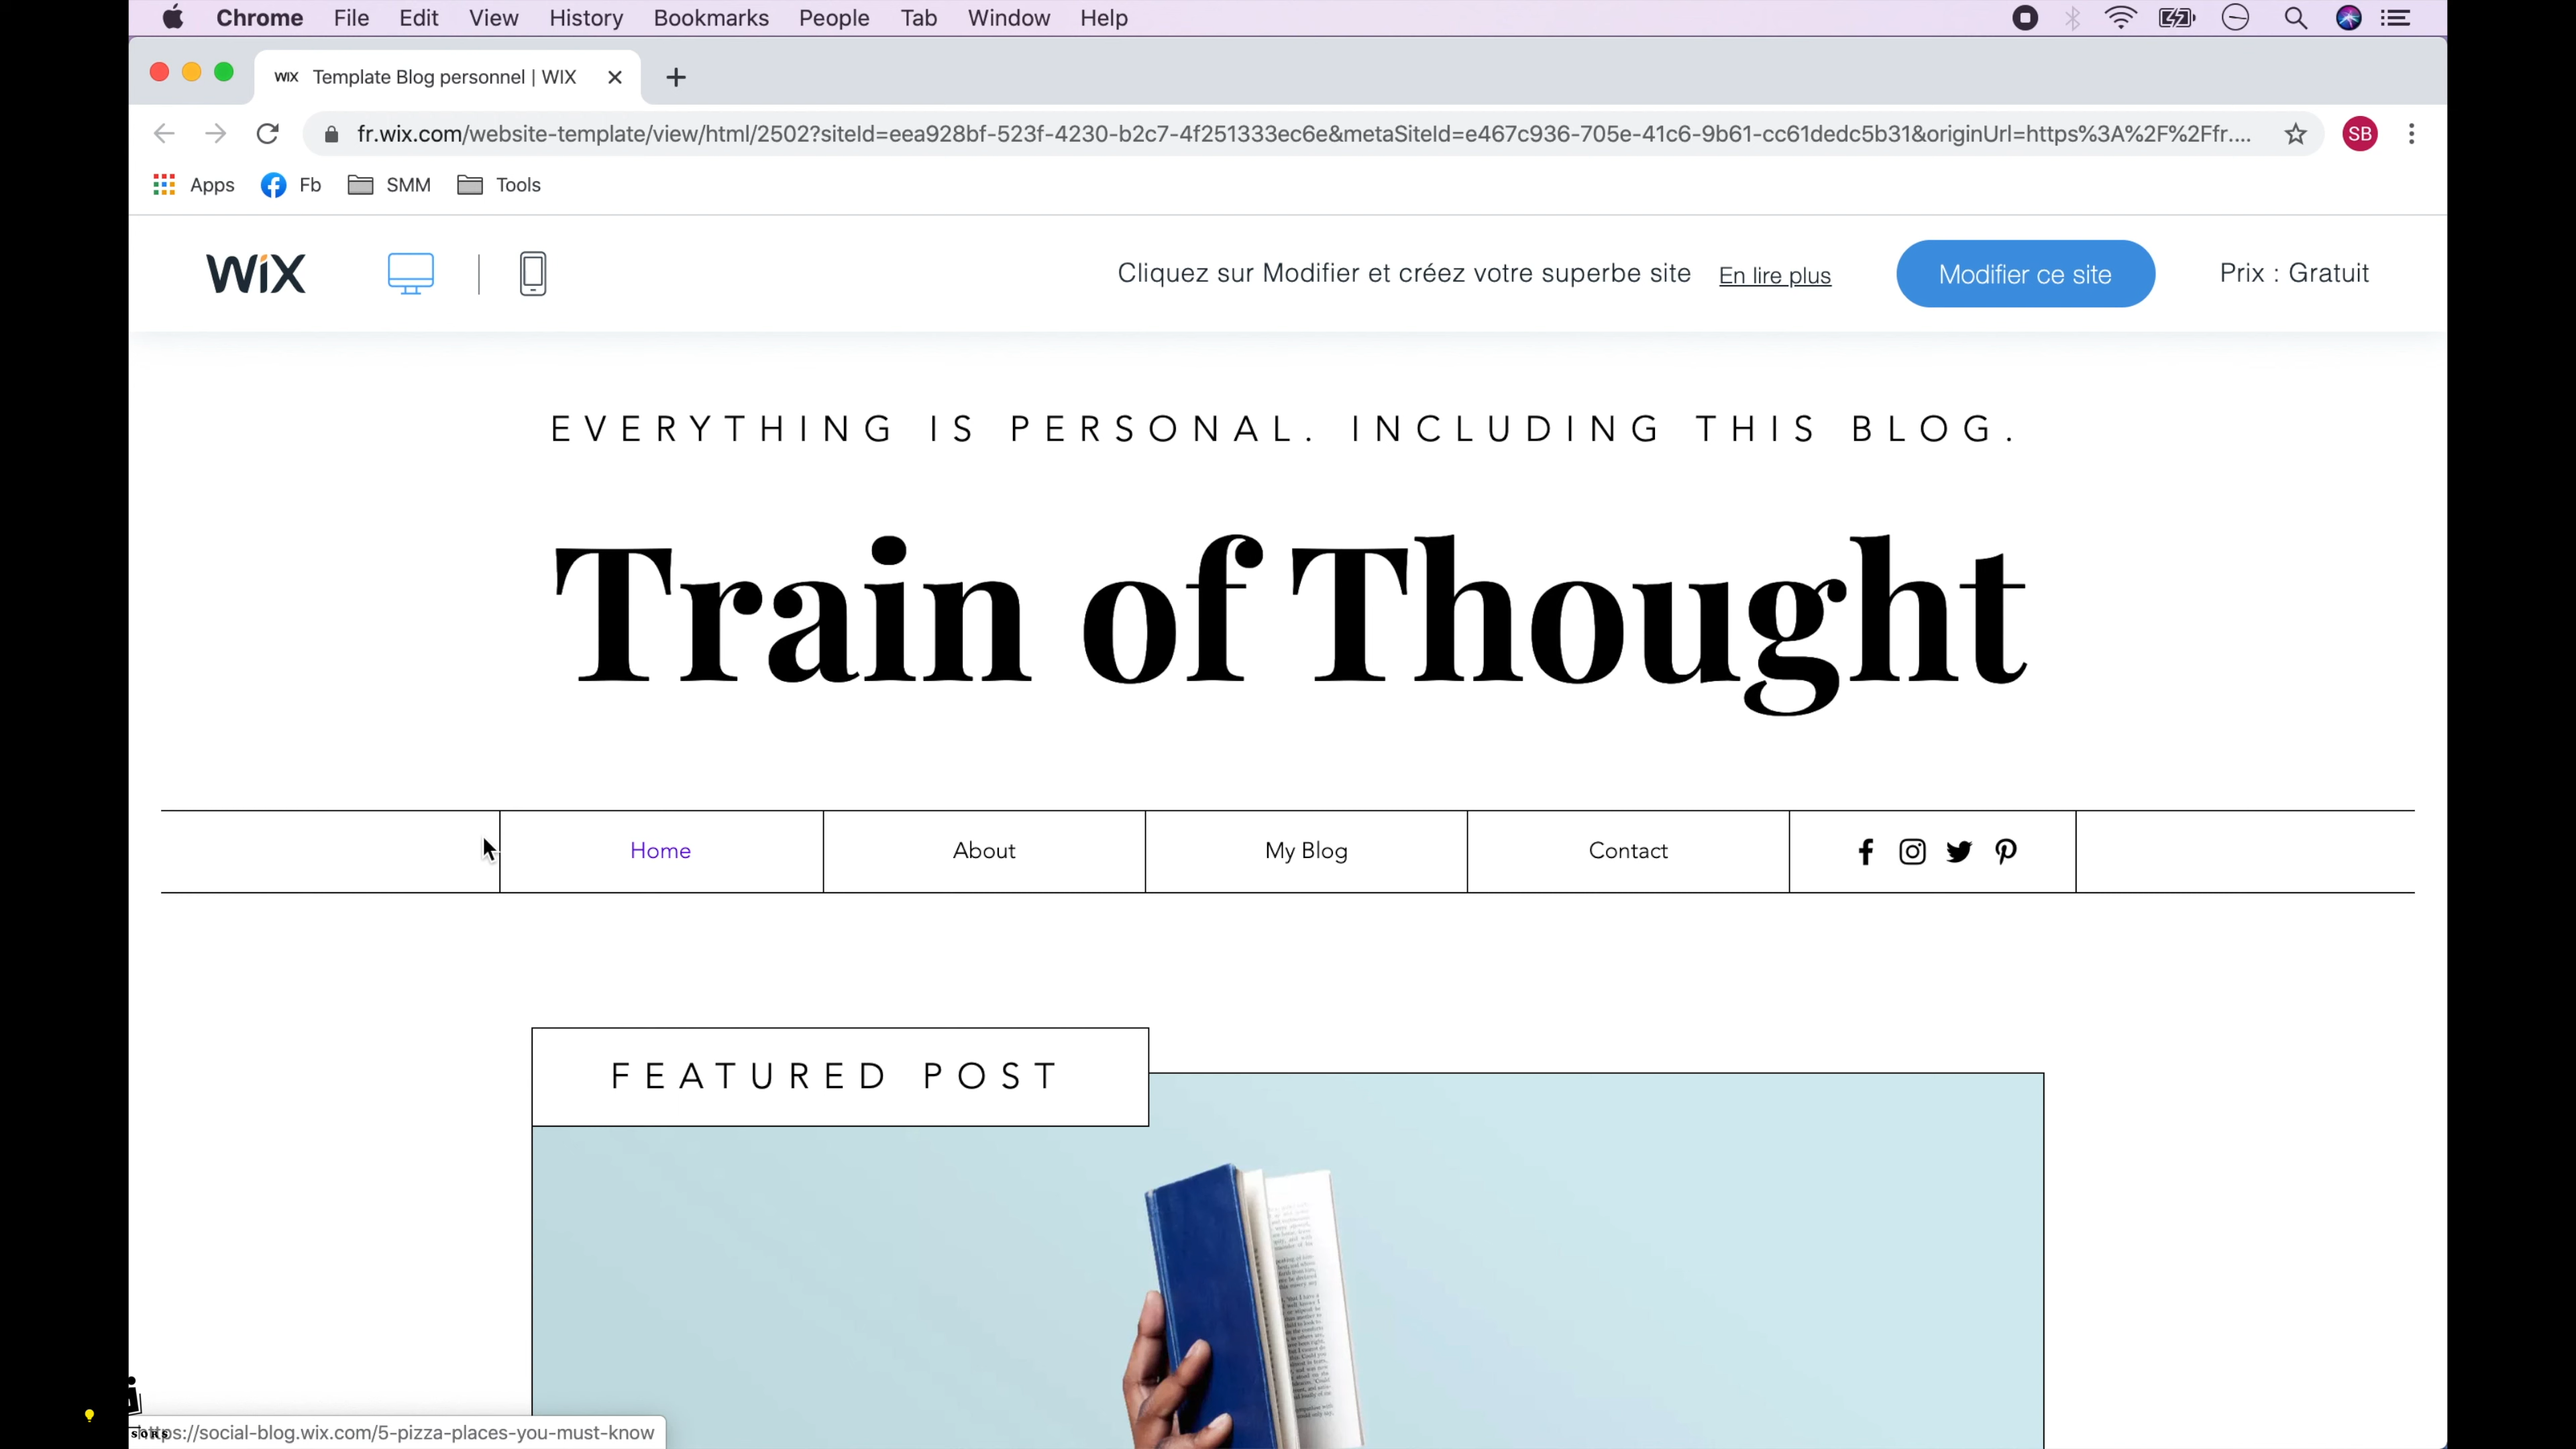 Chrome File Edit View History Bookmarks People Tab Window Help
WIX Template Blog personnel | WIX
fr.wix.com/website-template/view/html/2502?siteId=eea928bf-523f-4230-b2c7-4f251333ec6e&metaSiteId=e467c936-705e-41c6-9b61-cc61dedc5b31&originUrl=https%3A%2F%2Ffr.... SB
Apps Fb SMM Tools
WiX Cliquez sur Modifier et créez votre superbe site En lire plus Modifier ce site Prix : Gratuit
EVERYTHING IS PERSONAL. INCLUDING THIS BLOG.
Train of Thought
Home About My Blog Contact
FEATURED POST
https://social-blog.wix.com/5-pizza-places-you-must-know